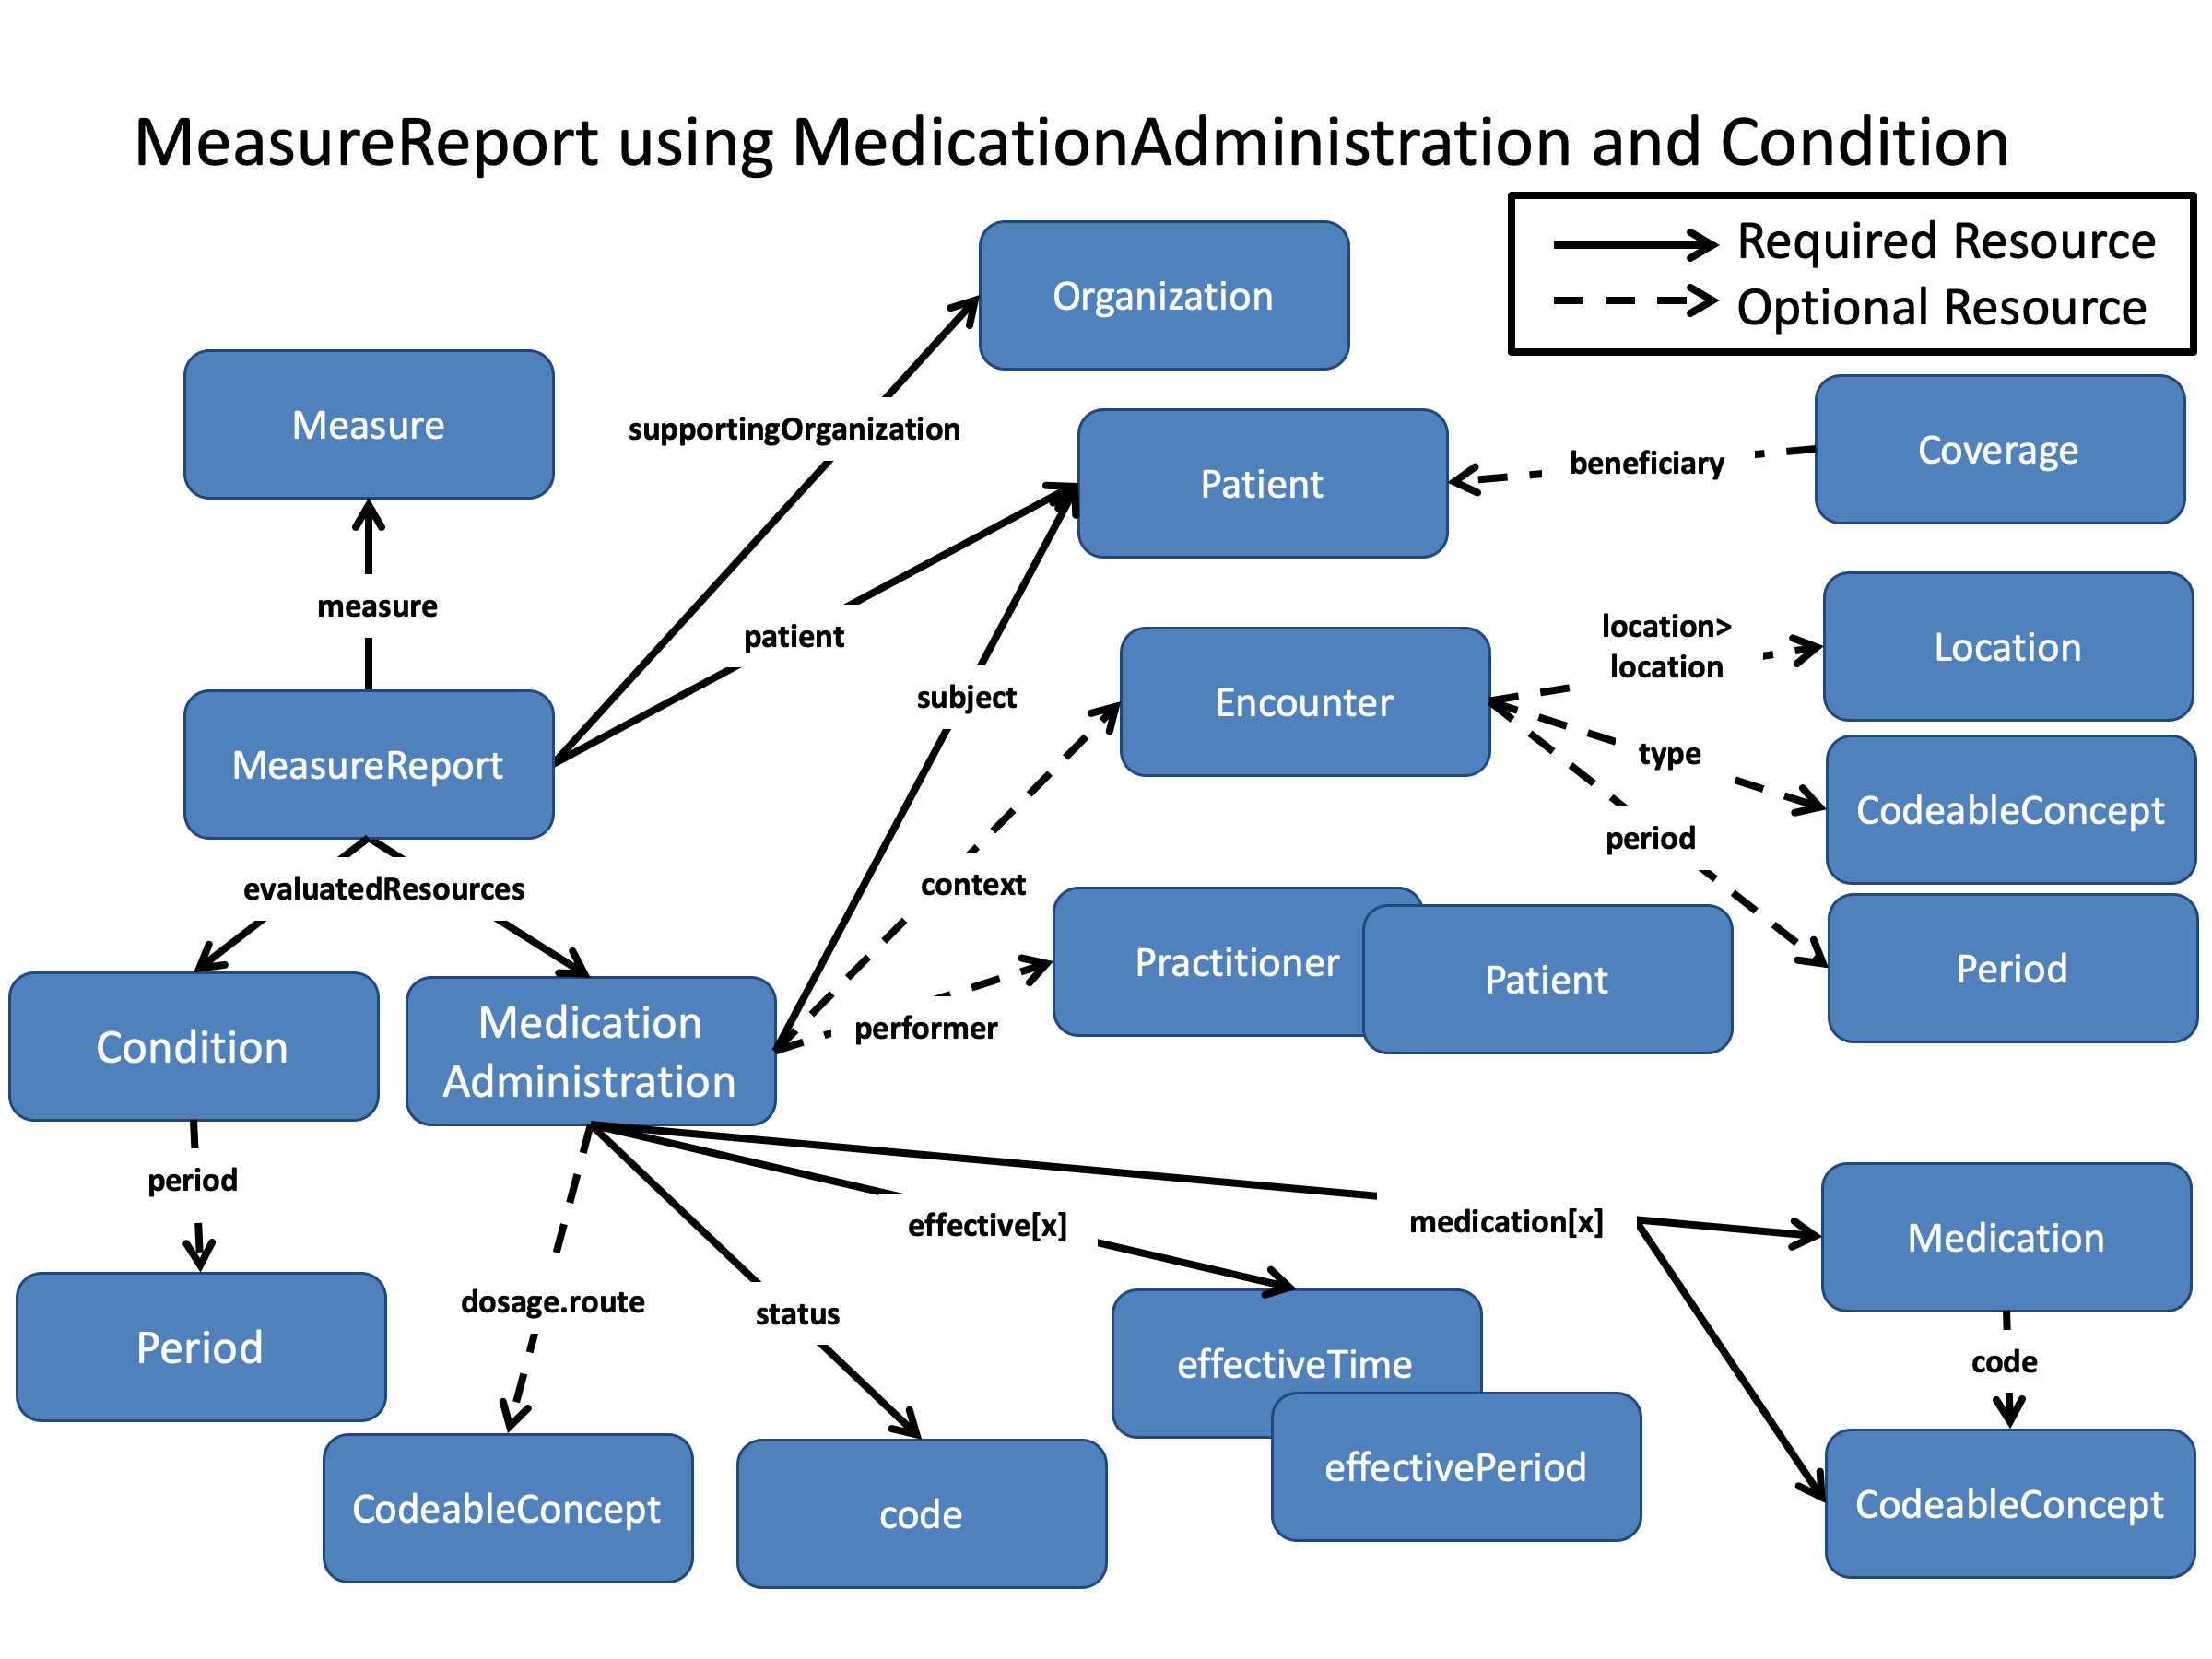 MeasureReport using MedicationAdministration and Condition
Required Resource
Optional Resource
Organization
Measure
supportingOrganization
Patient
beneficiary
Coverage
measure
patient
location>
location
Location
subject
Encounter
MeasureReport
type
CodeableConcept
period
evaluatedResources
context
Practitioner
Patient
Period
performer
Condition
Medication
Administration
period
effective[x]
medication[x]
Medication
dosage.route
status
Period
effectiveTime
code
effectivePeriod
CodeableConcept
code
CodeableConcept